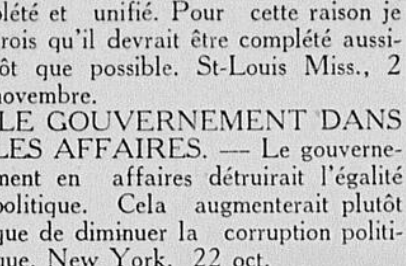 plété et unifié. Pour cette raison je
crois qu'il devrait être complété aussi-
tôt que possible. St-Louis Miss., 2
novembre.
LE GOUVERNEMENT DANS
LES AFFAIRES. — Le gouverne-
ment en affaires détruirait l'égalité
politique. Cela augmenterait plutôt
que de diminuer la corruption politi-
que. New York, 22 oct.